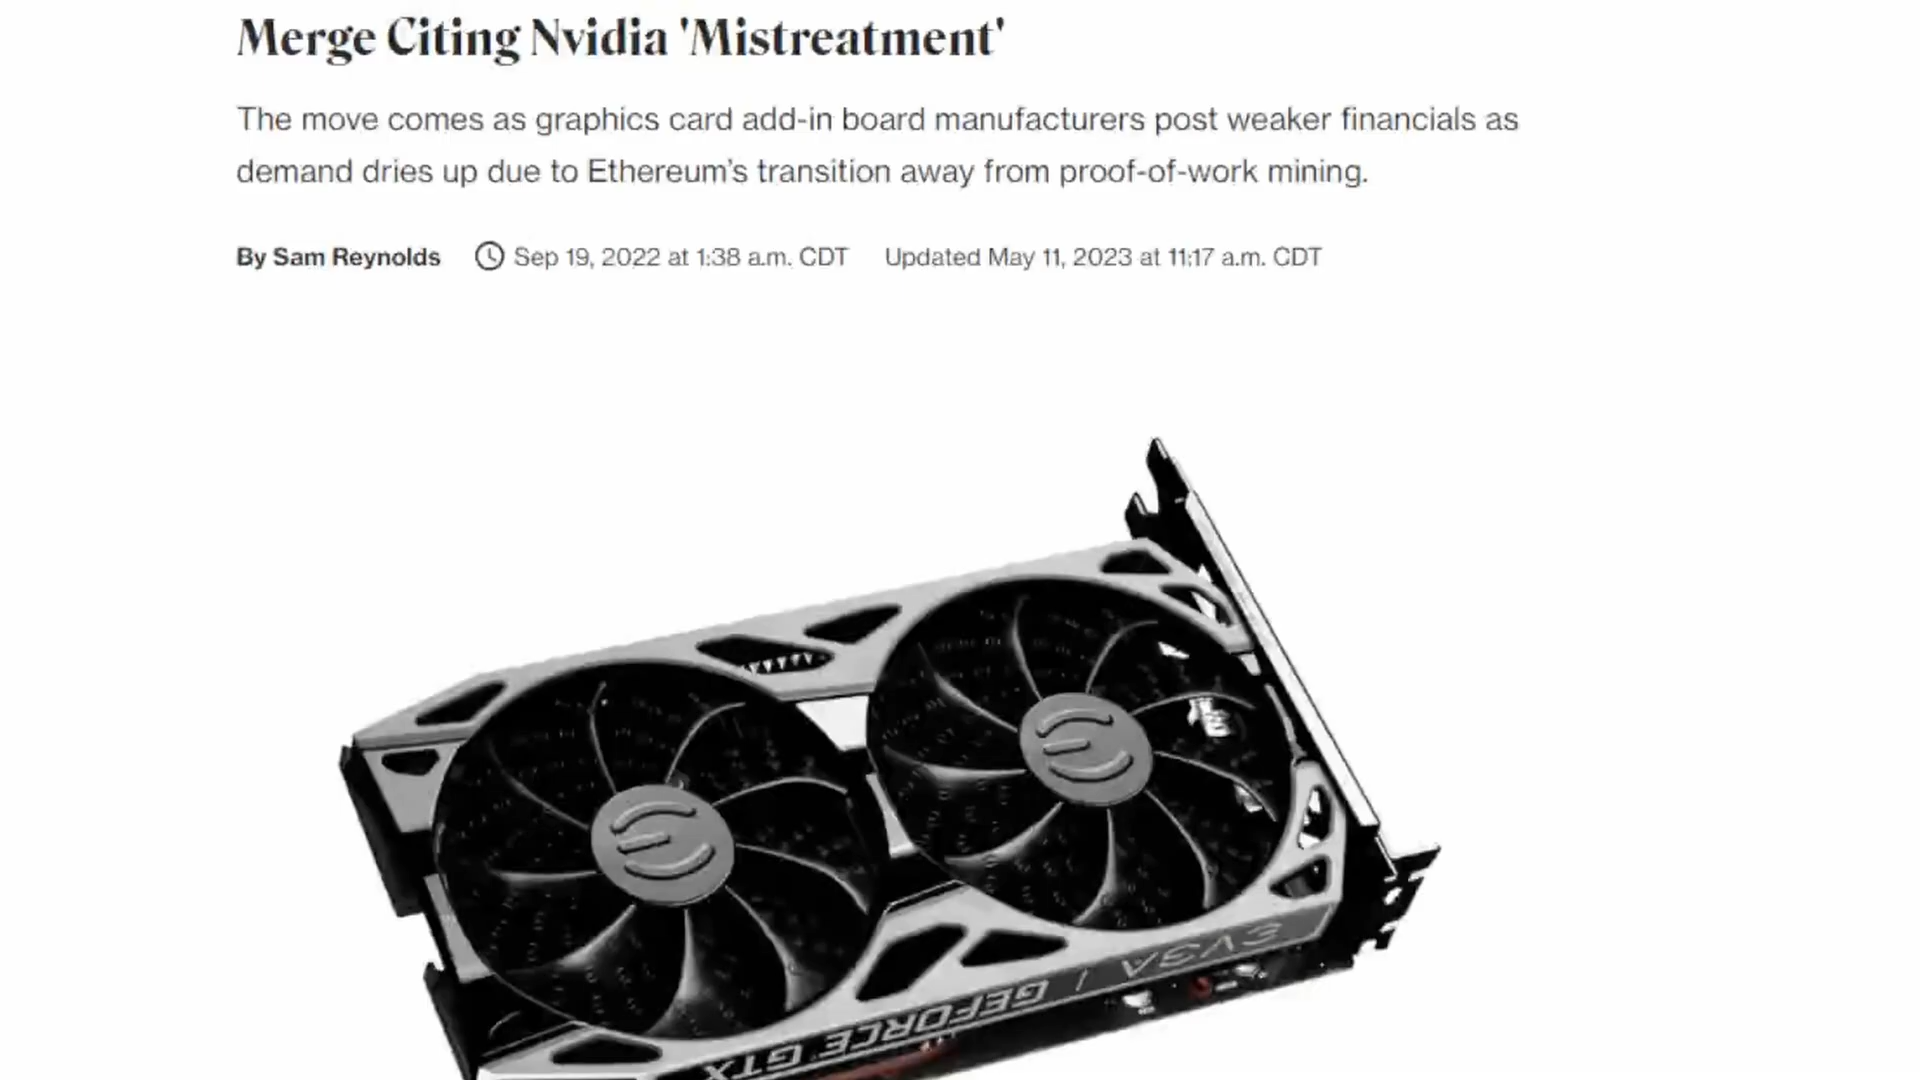 Merge Citing Nvidia 'Mistreatment'
The move comes as graphics card add-in board manufacturers post weaker financials as
demand dries up due to Ethereum's transition away from proof-of-work mining.
By Sam Reynolds Sep 19, 2022 at 1:38 a.m. CDT Updated May 11, 2023 at 11:17 a.m. CDT
EVGA | GEFORCE GTX